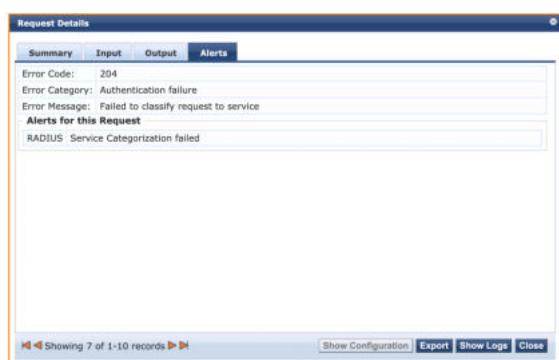 Request Details
Summary Input Output Alerts
Error Code: 204
Error Category: Authentication failure
Error Message: Failed to classify request to service
Alerts for this Request
RADIUS Service Categorization failed
Showing 7 of 1-10 records
Show Configuration Export Show Logs Close